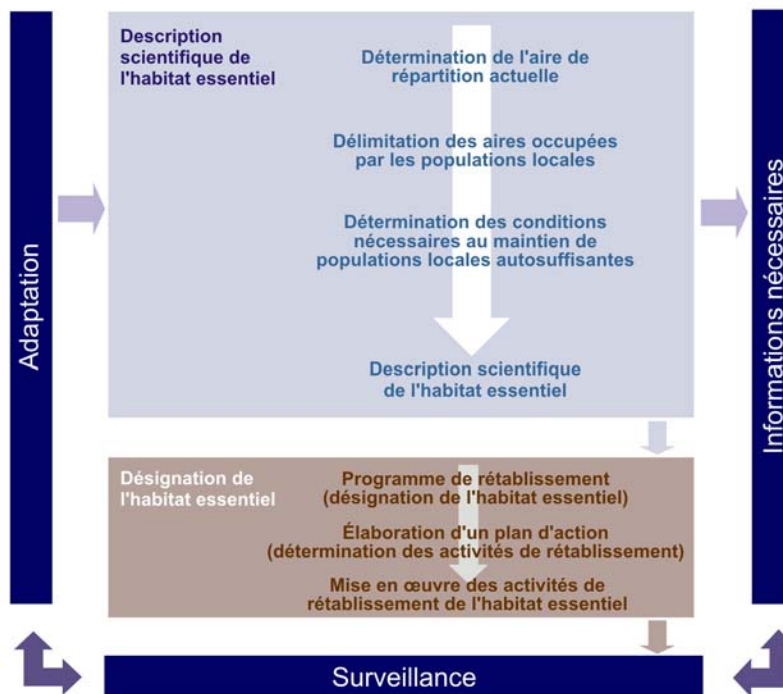 Adaptation
Description
scientifique de
l'habitat essentiel
Détermination de l'aire de
répartition actuelle
Délimitation des aires occupées
par les populations locales
Détermination des conditions
nécessaires au maintien de
populations locales autosuffisantes
Description scientifique
de l'habitat essentiel
Désignation de
l'habitat essentiel
Programme de rétablissement
(désignation de l'habitat essentiel)
Élaboration d'un plan d'action
(détermination des activités de rétablissement)
Mise en œuvre des activités de
rétablissement de l'habitat essentiel
Informations nécessaires
Surveillance